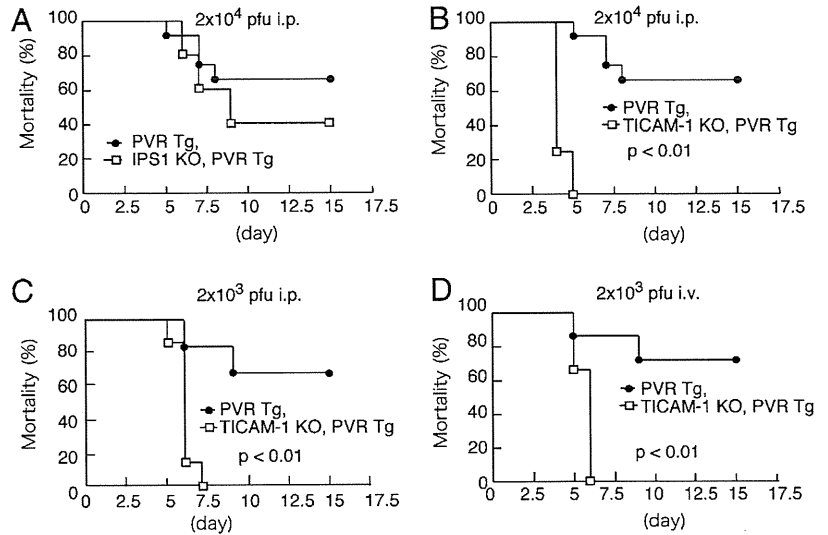 A
2x10⁴ pfu i.p.
Mortality (%)
100
80
60
40
20
0
PVR Tg,
IPS1 KO, PVR Tg
0 2.5 5 7.5 10 12.5 15 17.5
(day)
B
2x10⁴ pfu i.p.
Mortality (%)
100
80
60
40
20
0
PVR Tg,
TICAM-1 KO, PVR Tg
p < 0.01
0 2.5 5 7.5 10 12.5 15 17.5
(day)
C
2x10³ pfu i.p.
Mortality (%)
100
80
60
40
20
0
PVR Tg,
TICAM-1 KO, PVR Tg
p < 0.01
0 2.5 5 7.5 10 12.5 15 17.5
(day)
D
2x10³ pfu i.v.
Mortality (%)
100
80
60
40
20
0
PVR Tg,
TICAM-1 KO, PVR Tg
p < 0.01
0 2.5 5 7.5 10 12.5 15 17.5
(day)